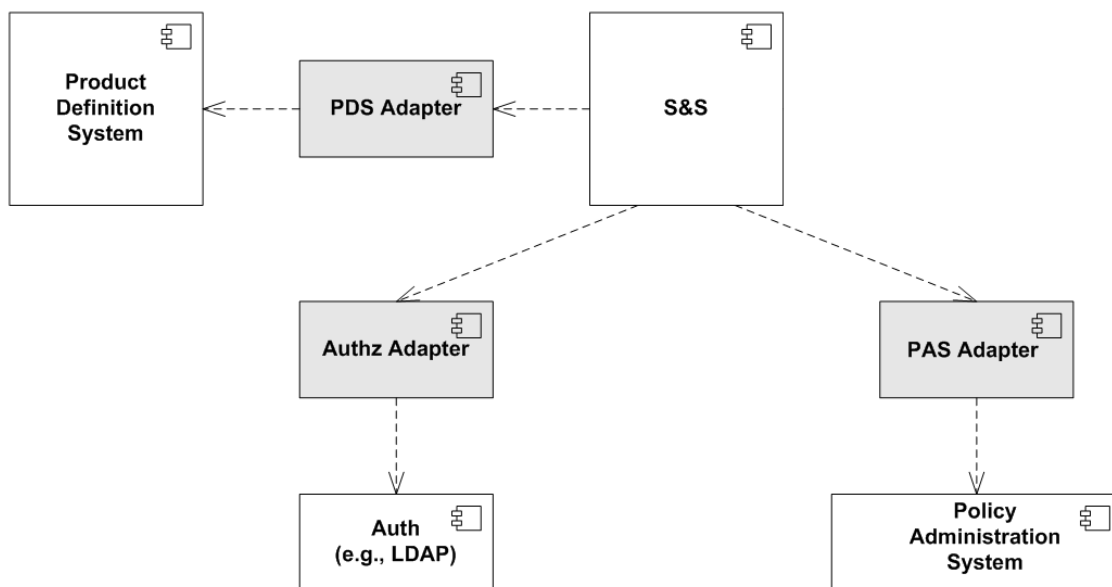 Product
Definition
System
PDS Adapter
S&S
Authz Adapter
PAS Adapter
Auth
(e.g., LDAP)
Policy
Administration
System